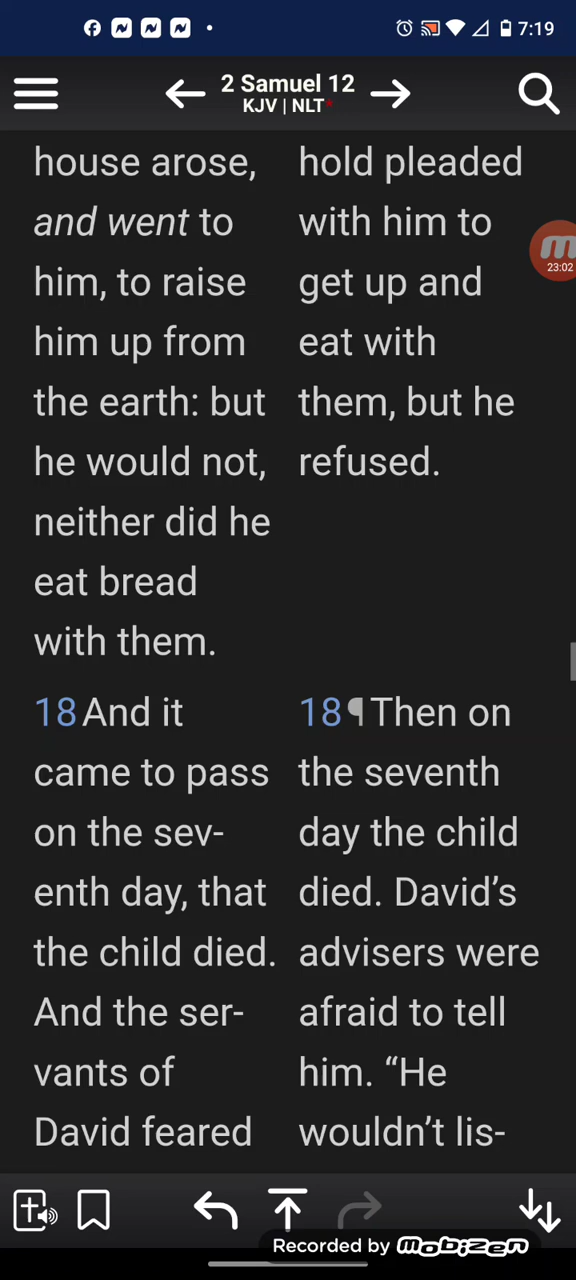 7:19
2 Samuel 12
KJV | NLT*
house arose,
and went to
him, to raise
him up from
the earth: but
he would not,
neither did he
eat bread
with them.
18 And it
came to pass
on the sev-
enth day, that
the child died.
And the ser-
vants of
David feared
hold pleaded
with him to
get up and
eat with
them, but he
refused.
18 ¶ Then on
the seventh
day the child
died. David’s
advisers were
afraid to tell
him. “He
wouldn’t lis-
m
23:02
Recorded by mobizen